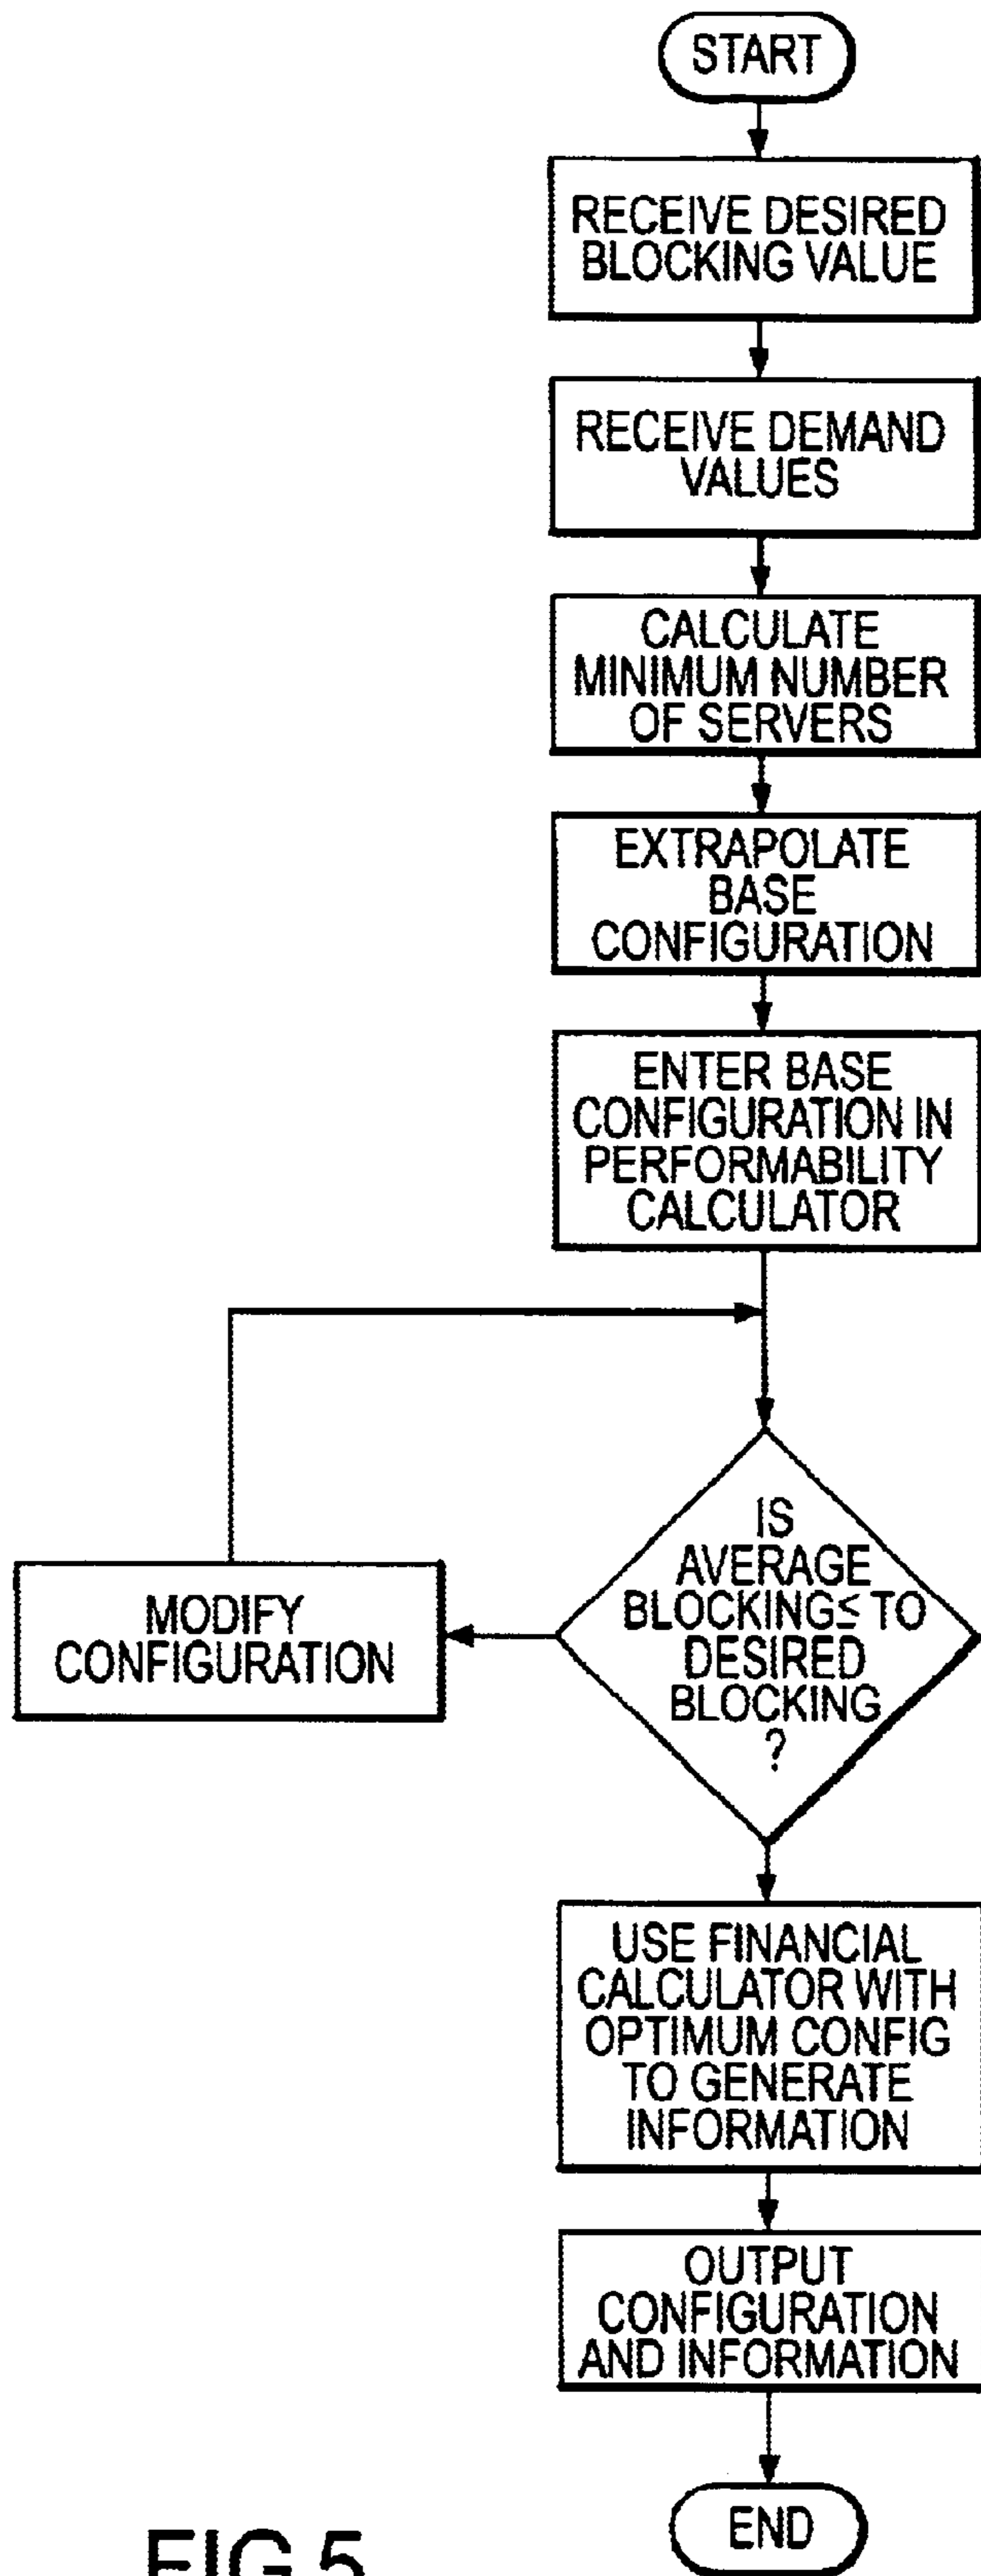 START
RECEIVE DESIRED
BLOCKING VALUE
RECEIVE DEMAND
VALUES
CALCULATE
MINIMUM NUMBER
OF SERVERS
EXTRAPOLATE
BASE
CONFIGURATION
ENTER BASE
CONFIGURATION IN
PERFORMABILITY
CALCULATOR
IS
AVERAGE
BLOCKING≤ TO
DESIRED
BLOCKING
?
MODIFY
CONFIGURATION
USE FINANCIAL
CALCULATOR WITH
OPTIMUM CONFIG
TO GENERATE
INFORMATION
OUTPUT
CONFIGURATION
AND INFORMATION
END
FIG.5